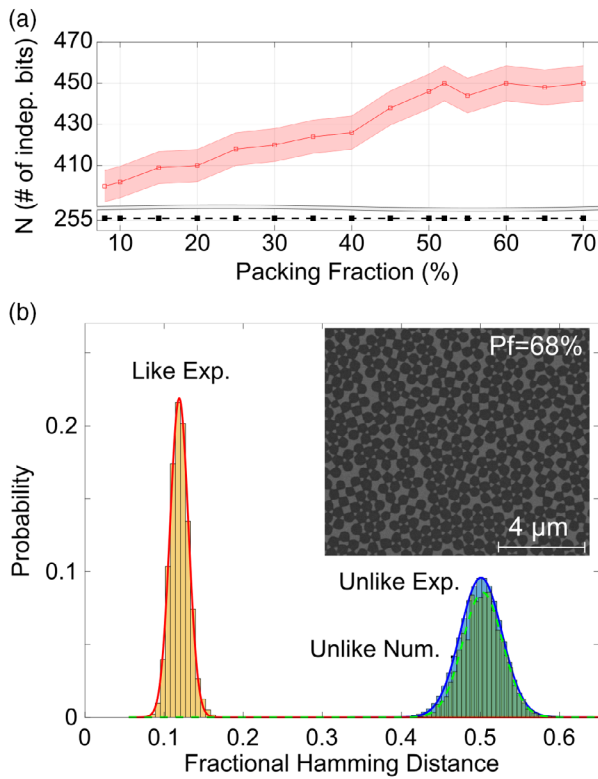 (a)
470
450
430
410
255
N (# of indep. bits)
10
20
30
40
50
60
70
Packing Fraction (%)
(b)
Like Exp.
Pf=68%
4 μm
Unlike Exp.
Unlike Num.
0.2
0.1
0
Probability
0
0.1
0.2
0.3
0.4
0.5
0.6
Fractional Hamming Distance